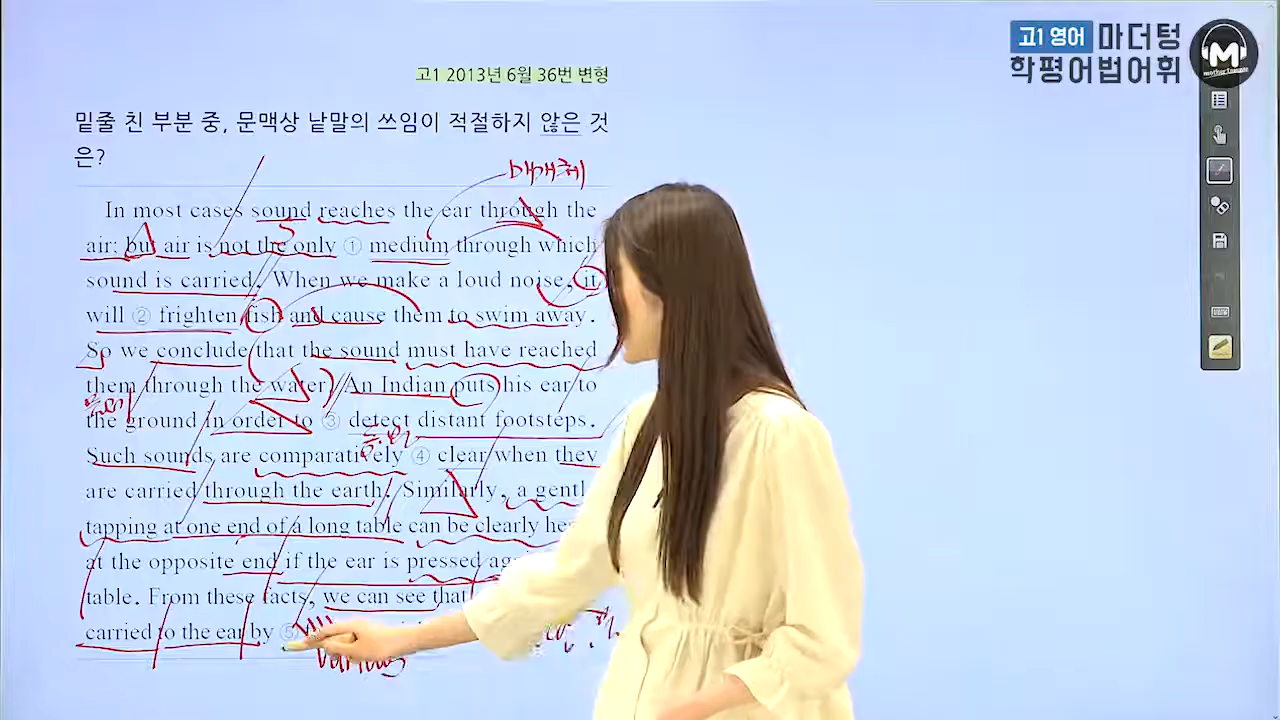 고1 영어 마더텅
학평어법어휘
M
mother tongue
고1 2013년 6월 36번 변형
밑줄 친 부분 중, 문맥상 낱말의 쓰임이 적절하지 않은 것
은?
매개체
In most cases sound reaches the ear through the
air; but air is not the only ① medium through which
sound is carried. When we make a loud noise, it
will ② frighten fish and cause them to swim away.
So we conclude that the sound must have reached
them through the water. An Indian puts his ear to
the ground in order to ③ detect distant footsteps.
Such sounds are comparatively ④ clear when they
are carried through the earth. Similarly, a gentl
tapping at one end of a long table can be clearly hea
at the opposite end if the ear is pressed aga
table. From these facts, we can see that
carried to the ear by ⑤
various